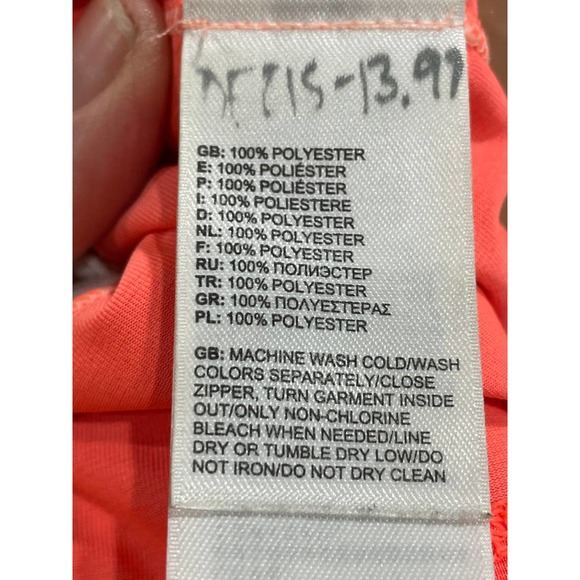 -13.97
GB: 100% POLYESTER
E: 100% POLIÉSTER
P: 100% POLIÉSTER
I: 100% POLIESTERE
D: 100% POLYESTER
NL: 100% POLYESTER
F: 100% POLYESTER
RU: 100% ПОЛИЭСТЕР
TR: 100% POLYESTER
GR: 100% ΠΟΛΥΕΣΤΕΡΑΣ
PL: 100% POLYESTER
GB: MACHINE WASH COLD/WASH
COLORS SEPARATELY/CLOSE
ZIPPER, TURN GARMENT INSIDE
OUT/ONLY NON-CHLORINE
BLEACH WHEN NEEDED/LINE
DRY OR TUMBLE DRY LOW/DO
NOT IRON/DO NOT DRY CLEAN